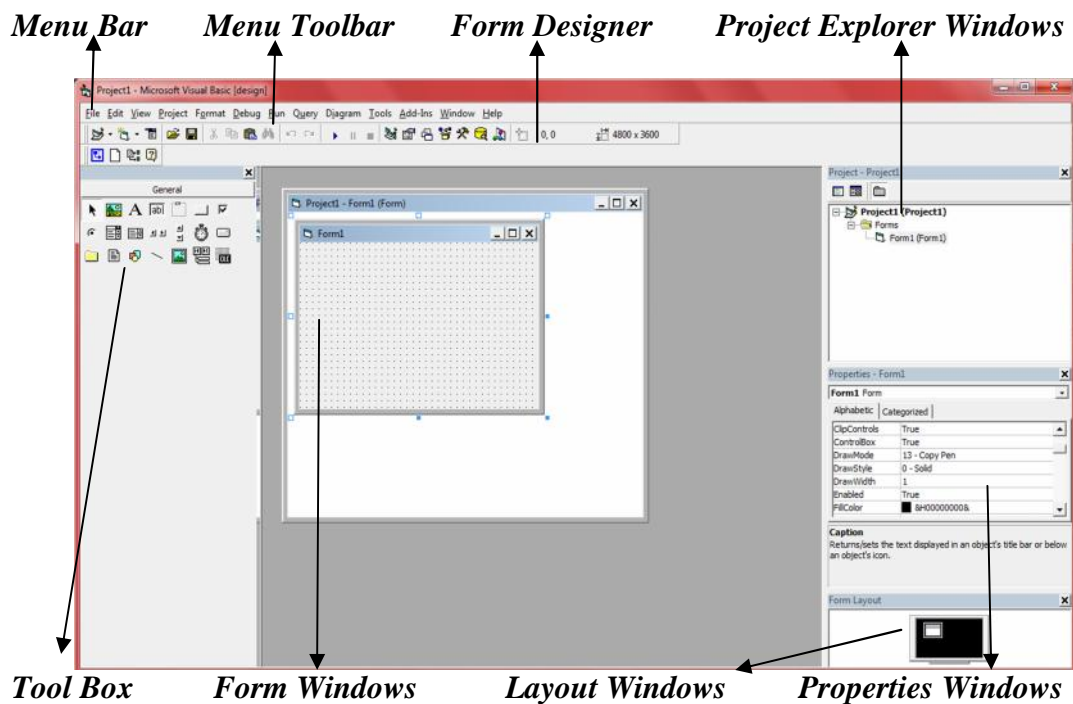 Menu Bar Menu Toolbar Form Designer Project Explorer Windows
Project1 - Microsoft Visual Basic [design]
File Edit View Project Format Debug Run Query Diagram Tools Add-Ins Window Help
0, 0 4800 x 3600
General
A ab|
Project1 - Form1 (Form)
Form1
Project - Project1
Project1 (Project1)
Forms
Form1 (Form1)
Properties - Form1
Form1 Form
Alphabetic Categorized
ClipControls True
ControlBox True
DrawMode 13 - Copy Pen
DrawStyle 0 - Solid
DrawWidth 1
Enabled True
FillColor &H00000000&
Caption
Returns/sets the text displayed in an object's title bar or below
an object's icon.
Form Layout
Tool Box Form Windows Layout Windows Properties Windows